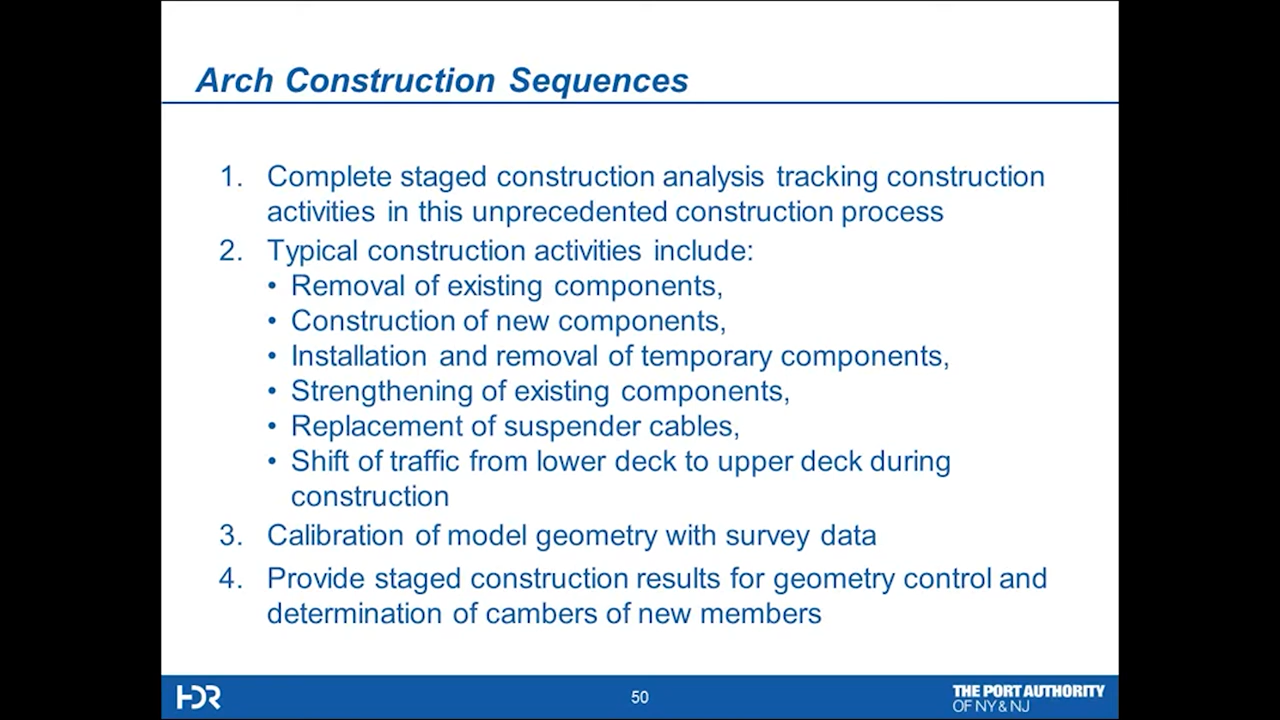 Arch Construction Sequences
1. Complete staged construction analysis tracking construction
activities in this unprecedented construction process
2. Typical construction activities include:
• Removal of existing components,
• Construction of new components,
• Installation and removal of temporary components,
• Strengthening of existing components,
• Replacement of suspender cables,
• Shift of traffic from lower deck to upper deck during
construction
3. Calibration of model geometry with survey data
4. Provide staged construction results for geometry control and
determination of cambers of new members
HDR
50
THE PORT AUTHORITY
OF NY & NJ